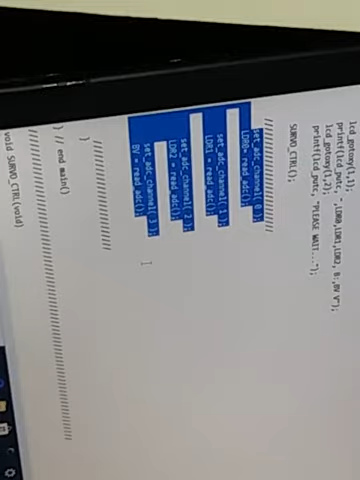 lcd_gotoxy(1,1);
printf(lcd_putc, " LDR0,LDR1,LDR2, B:,BV V");
lcd_gotoxy(1,2);
printf(lcd_putc, "PLEASE WAIT...");
SURVO_CTRL();
////////////////////////////////
set_adc_channel( 0 );
LDR0= read_adc();
set_adc_channel( 1 );
LDR1 = read_adc();
set_adc_channel( 2 );
LDR2 = read_adc();
set_adc_channel( 3 );
BV = read_adc();
////////////////////////////////
}
} // end main()
////////////////////////////////////////////////////////////////
void SURVO_CTRL(void)